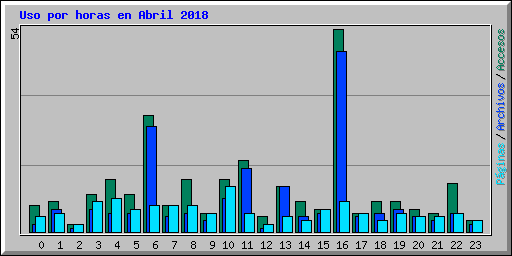 Uso por horas en Abril 2018
54
Páginas / Archivos / Accesos
0 1 2 3 4 5 6 7 8 9 10 11 12 13 14 15 16 17 18 19 20 21 22 23